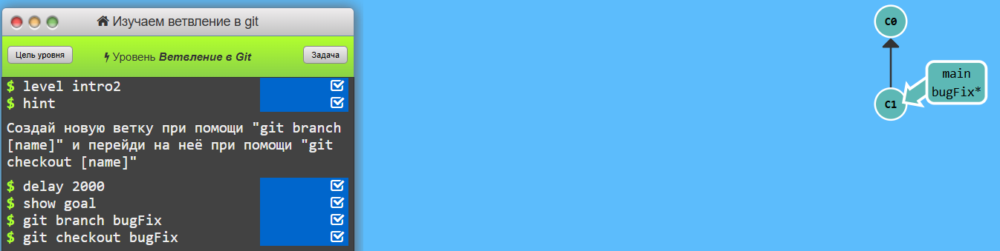 Изучаем ветвление в git
Цель уровня
Уровень Ветвление в Git
Задача
$ level intro2
$ hint
Создай новую ветку при помощи "git branch
[name]" и перейди на неё при помощи "git
checkout [name]"
$ delay 2000
$ show goal
$ git branch bugFix
$ git checkout bugFix
C0
main
bugFix*
C1